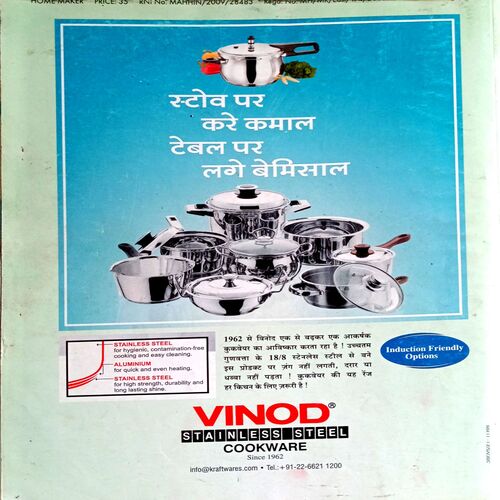 HOME-MAKER PRICE: 35 RNI No: MAHHIN/2009/28483
स्टोव पर
करे कमाल
टेबल पर
लगे बेमिसाल
STAINLESS STEEL
for hygienic, contamination-free
cooking and easy cleaning.
ALUMINIUM
for quick and even heating.
STAINLESS STEEL
for high strength, durability and
long lasting shine.
1962 से विनोद एक से बढ़कर एक आकर्षक
कुकवेयर का आविष्कार करता रहा है ! उच्चतम
गुणवत्ता के 18/8 स्टेनलेस स्टील से बने
इस प्रोडक्ट पर ज़ंग नहीं लगती, दरार या
धब्बा नहीं पड़ता ! कुकवेयर की यह रेंज
हर किचन के लिए ज़रूरी है !
Induction Friendly
Options
VINOD®
STAINLESS STEEL
COOKWARE
Since 1962
info@kraftwares.com • Tel.: +91-22-6621 1200